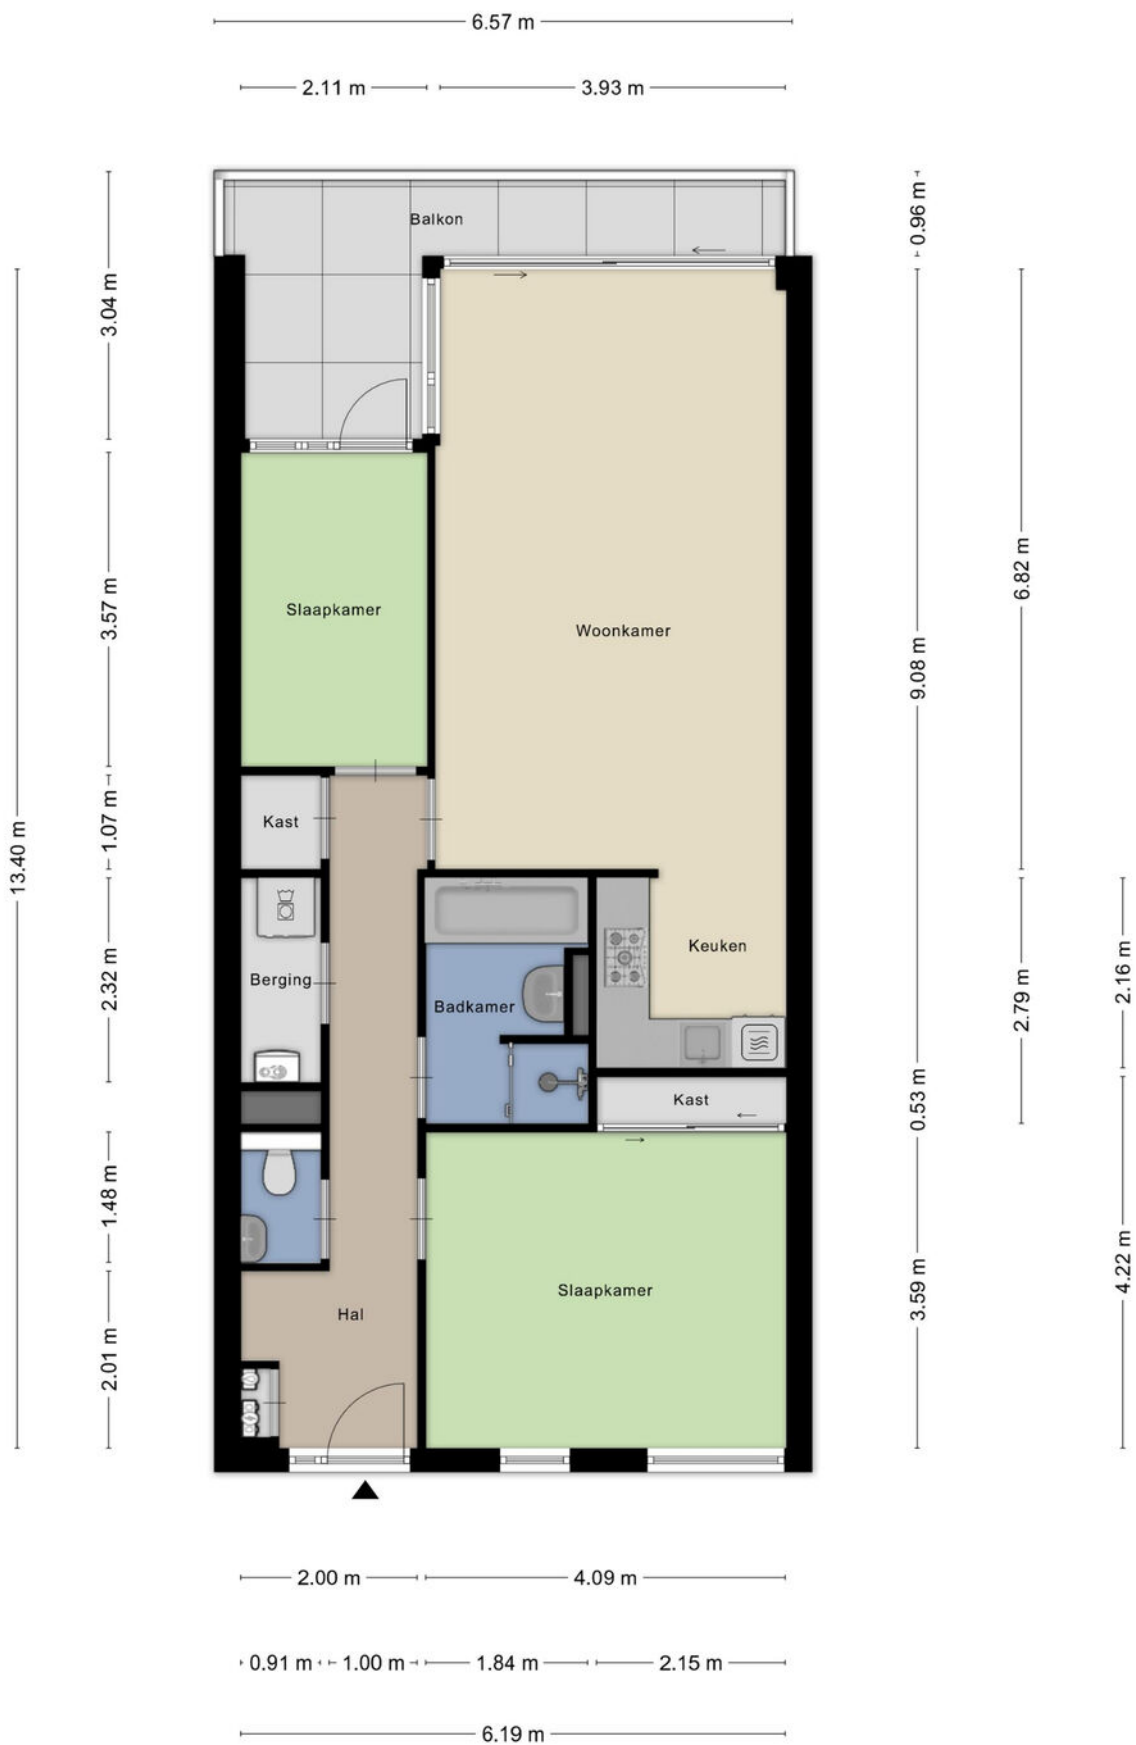 6.57 m
2.11 m
3.93 m
Balkon
0.96 m
3.04 m
13.40 m
3.57 m
Slaapkamer
Woonkamer
6.82 m
9.08 m
1.07 m
Kast
2.32 m
Berging
Badkamer
Keuken
2.79 m
2.16 m
0.53 m
Kast
1.48 m
Slaapkamer
3.59 m
4.22 m
Hal
2.01 m
2.00 m
4.09 m
0.91 m
1.00 m
1.84 m
2.15 m
6.19 m